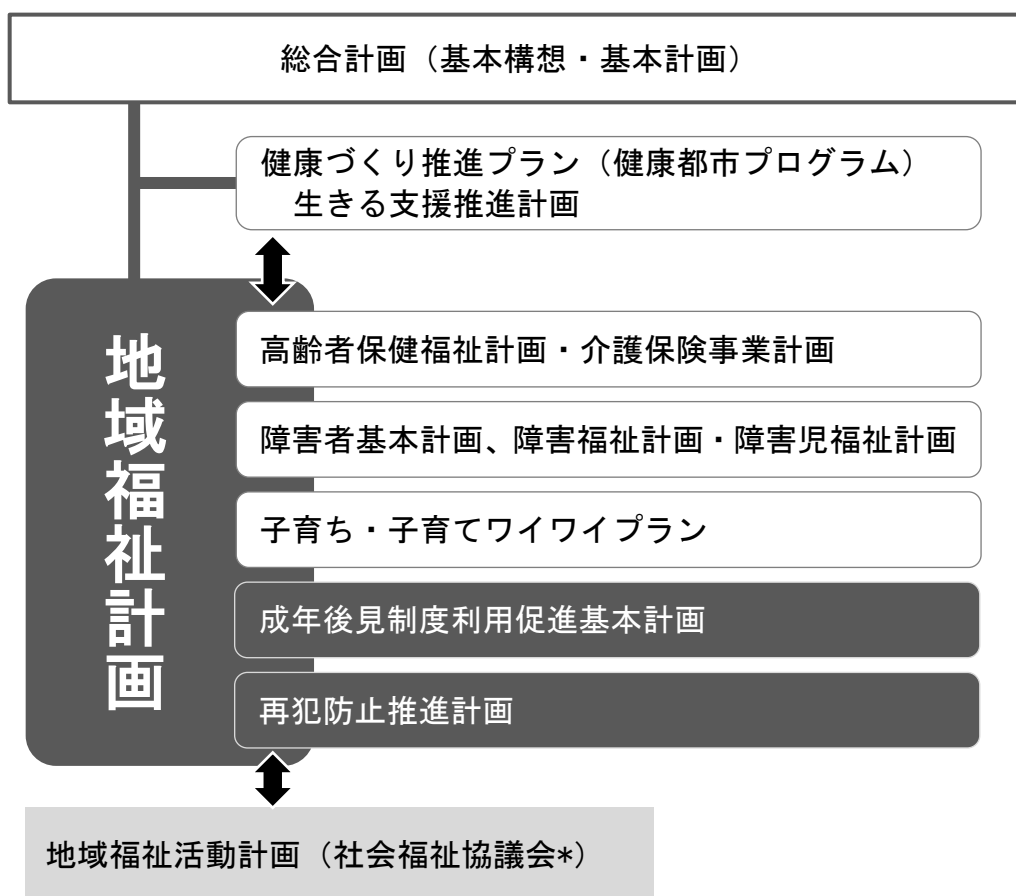 総合計画（基本構想・基本計画）
健康づくり推進プラン（健康都市プログラム）
生きる支援推進計画
地域福祉計画
高齢者保健福祉計画・介護保険事業計画
障害者基本計画、障害福祉計画・障害児福祉計画
子育ち・子育てワイワイプラン
成年後見制度利用促進基本計画
再犯防止推進計画
地域福祉活動計画（社会福祉協議会*）